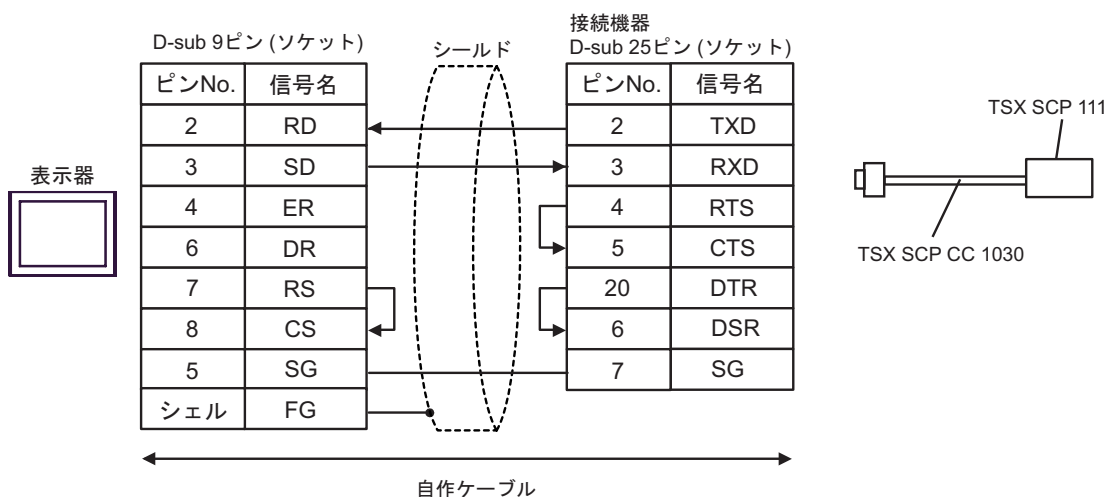 接続機器
D-sub 9ピン (ソケット)
シールド
D-sub 25ピン (ソケット)
ピンNo. 信号名
ピンNo. 信号名
2 RD
2 TXD
3 SD
3 RXD
4 ER
4 RTS
6 DR
5 CTS
7 RS
20 DTR
8 CS
6 DSR
5 SG
7 SG
シェル FG
表示器
TSX SCP 111
TSX SCP CC 1030
自作ケーブル